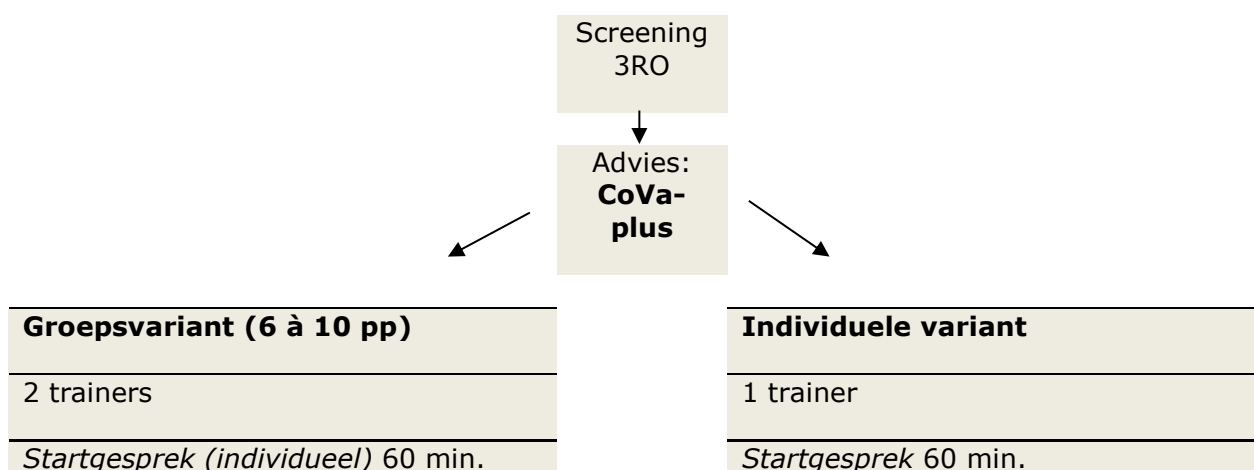 Screening
3RO
Advies:
CoVa-
plus
Groepsvariant (6 à 10 pp)
2 trainers
Startgesprek (individueel) 60 min.
Individuele variant
1 trainer
Startgesprek 60 min.